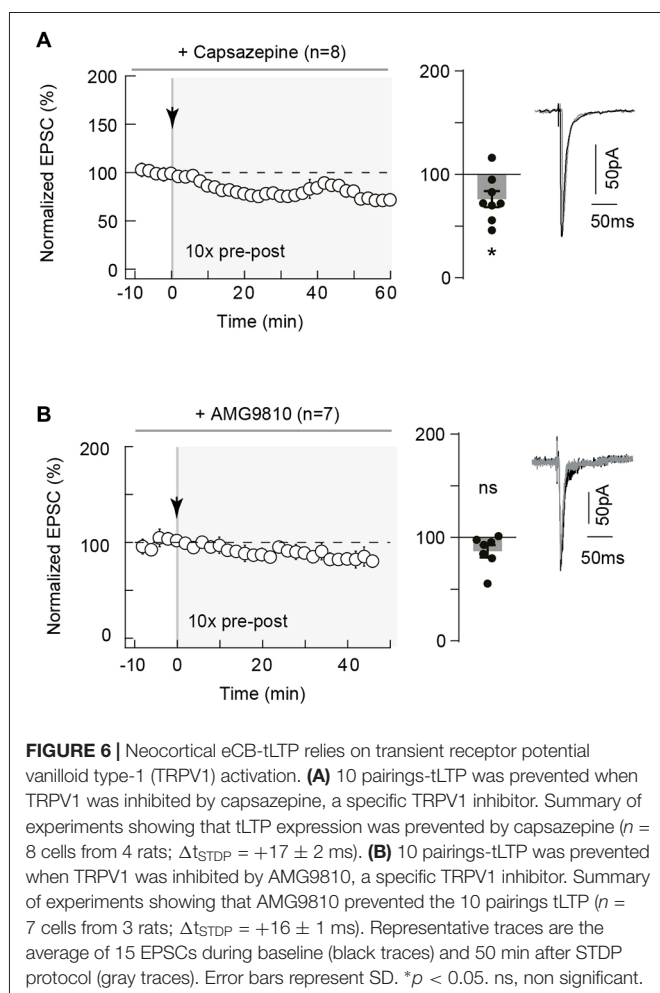 A
+ Capsazepine (n=8)
Normalized EPSC (%)
200
150
100
50
0
10x pre-post
-10 0 20 40 60
Time (min)
200
100
0
*
50pA
50ms
B
+ AMG9810 (n=7)
Normalized EPSC (%)
200
100
0
10x pre-post
-10 0 20 40
Time (min)
200
ns
100
0
50pA
50ms
FIGURE 6 | Neocortical eCB-tLTP relies on transient receptor potential
vanilloid type-1 (TRPV1) activation. (A) 10 pairings-tLTP was prevented when
TRPV1 was inhibited by capsazepine, a specific TRPV1 inhibitor. Summary of
experiments showing that tLTP expression was prevented by capsazepine (n =
8 cells from 4 rats; ΔtSTDP = +17 ± 2 ms). (B) 10 pairings-tLTP was prevented
when TRPV1 was inhibited by AMG9810, a specific TRPV1 inhibitor. Summary
of experiments showing that AMG9810 prevented the 10 pairings tLTP (n =
7 cells from 3 rats; ΔtSTDP = +16 ± 1 ms). Representative traces are the
average of 15 EPSCs during baseline (black traces) and 50 min after STDP
protocol (gray traces). Error bars represent SD. *p < 0.05. ns, non significant.